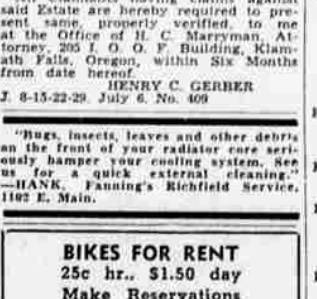 said Estate are hereby required to pre-
sent same, properly verified, to me
at the Office of H. C. Marryman, At-
torney, 205 I. O. O. F. Building, Klam-
ath Falls, Oregon, within Six Months
from date hereof.
HENRY C. GERBER
J. 8-15-22-29. July 6. No. 409
"Bugs, insects, leaves and other debris
on the front of your radiator core seri-
ously hamper your cooling system. See
us for a quick external cleaning."
—HANK. Fanning's Richfield Service,
1102 E. Main.
BIKES FOR RENT
25c hr., $1.50 day
Make Reservations